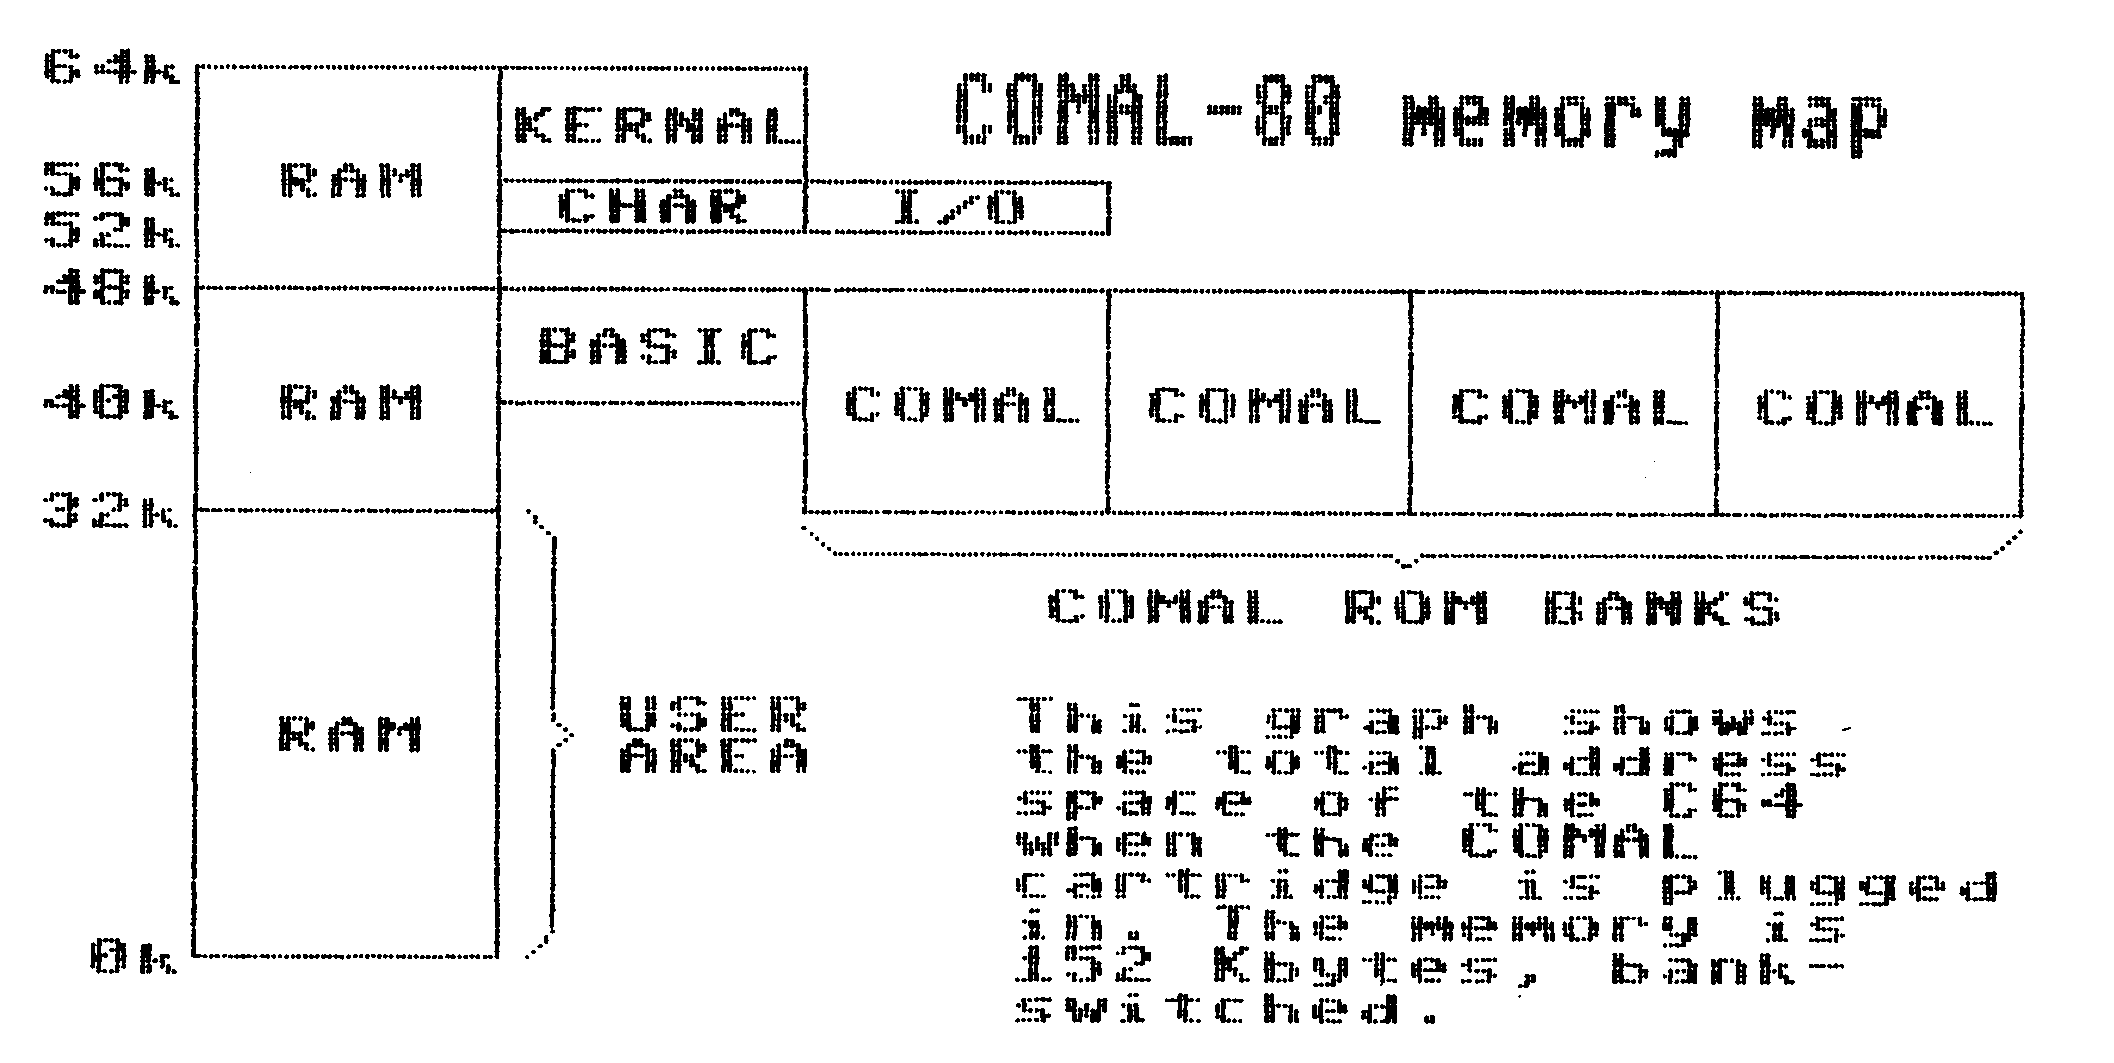 COMAL-80 memory map
64k
KERNAL
RAM
56k
CHAR I/O
52k
48k
BASIC
40k
RAM
COMAL COMAL COMAL COMAL
32k
COMAL ROM BANKS
RAM
USER
AREA
0k
This graph shows
the total address
space of the C64
when the COMAL
cartridge is plugged
in. The memory is
152 Kbytes, bank-
switched.